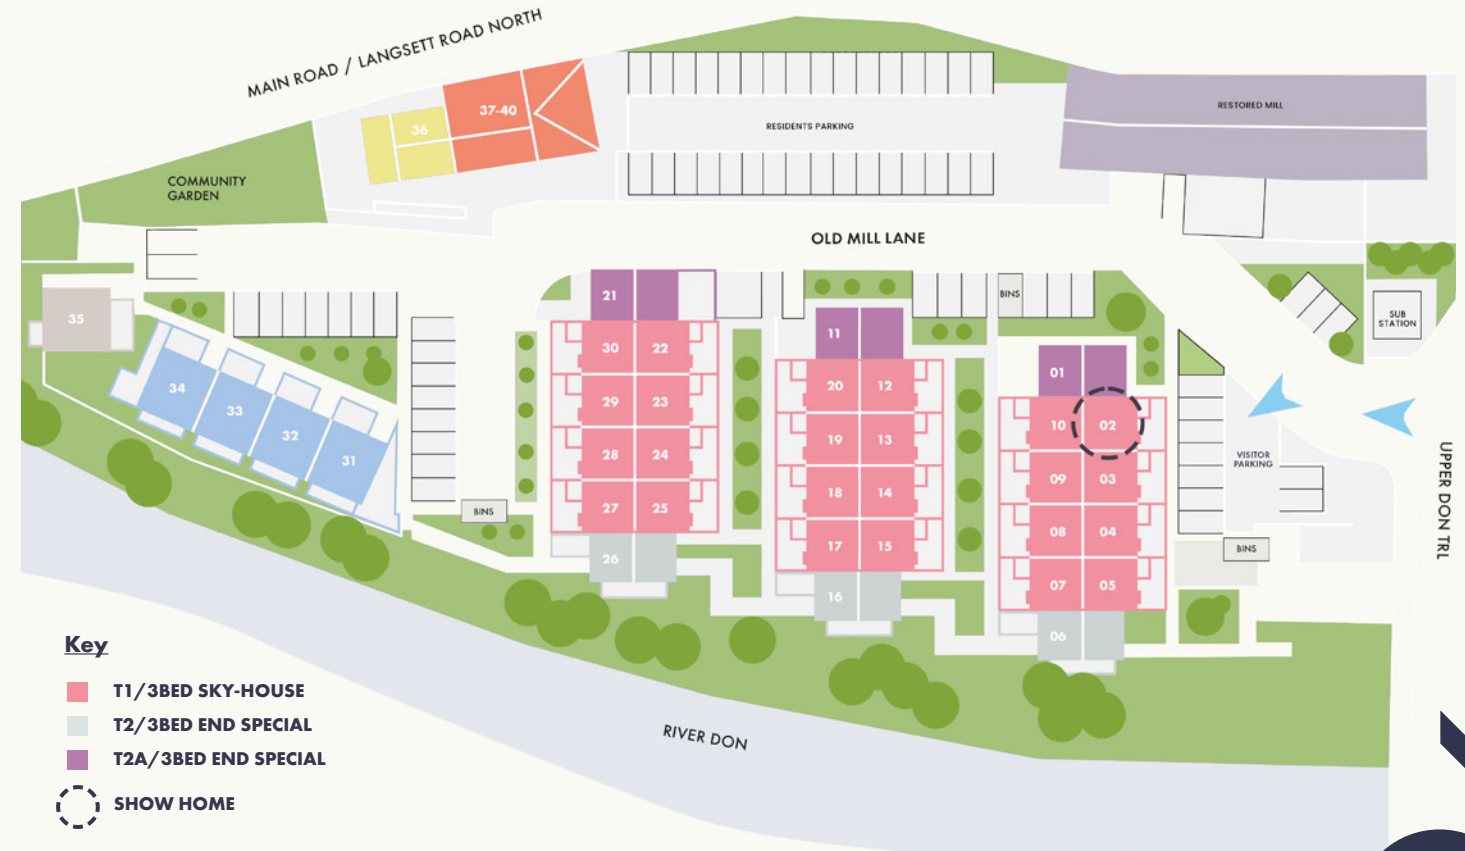 MAIN ROAD / LANGSETT ROAD NORTH
37-40
36
RESTORED MILL
RESIDENTS PARKING
COMMUNITY
GARDEN
OLD MILL LANE
35
21
BINS
SUB
STATION
11
30
22
01
34
20
12
33
29
23
10
02
32
19
13
31
28
24
VISITOR
PARKING
09
03
18
14
UPPER DON TRL
27
25
BINS
08
04
17
15
BINS
26
07
05
16
06
Key
T1/3BED SKY-HOUSE
T2/3BED END SPECIAL
T2A/3BED END SPECIAL
SHOW HOME
RIVER DON